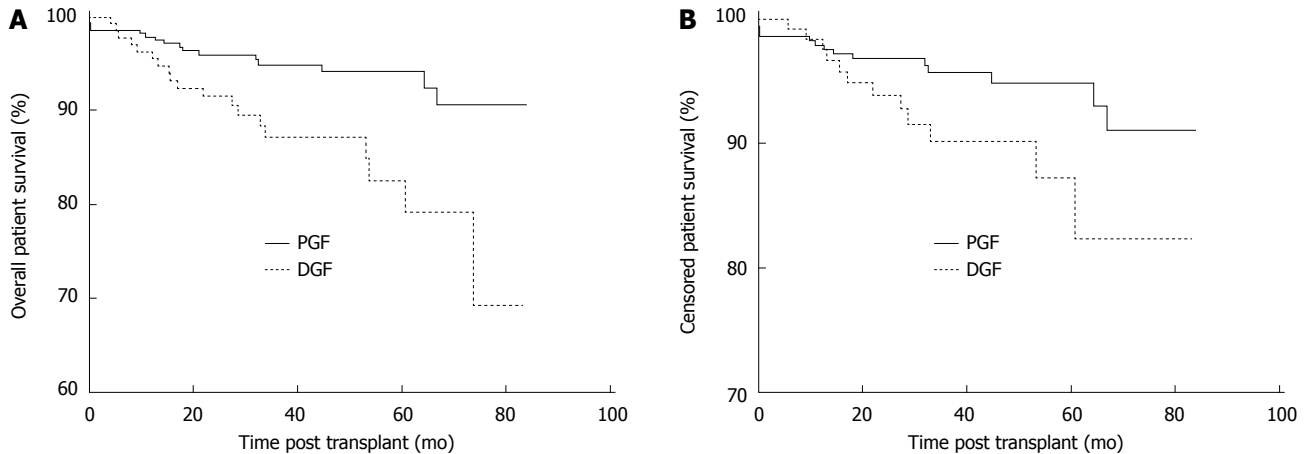 A
Overall patient survival (%)
100
90
80
70
60
PGF
DGF
0 20 40 60 80 100
Time post transplant (mo)
B
Censored patient survival (%)
100
90
80
70
PGF
DGF
0 20 40 60 80 100
Time post transplant (mo)